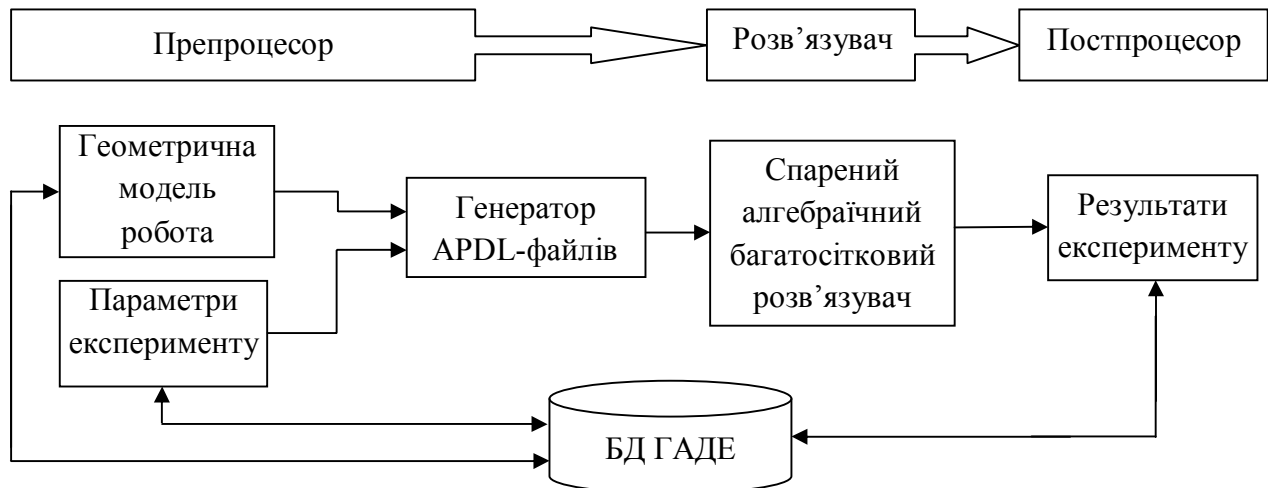 Препроцесор
Розв’язувач
Постпроцесор
Геометрична
модель
робота
Параметри
експерименту
Генератор
APDL-файлів
Спарений
алгебраїчний
багатосітковий
розв’язувач
Результати
експерименту
БД ГАДЕ